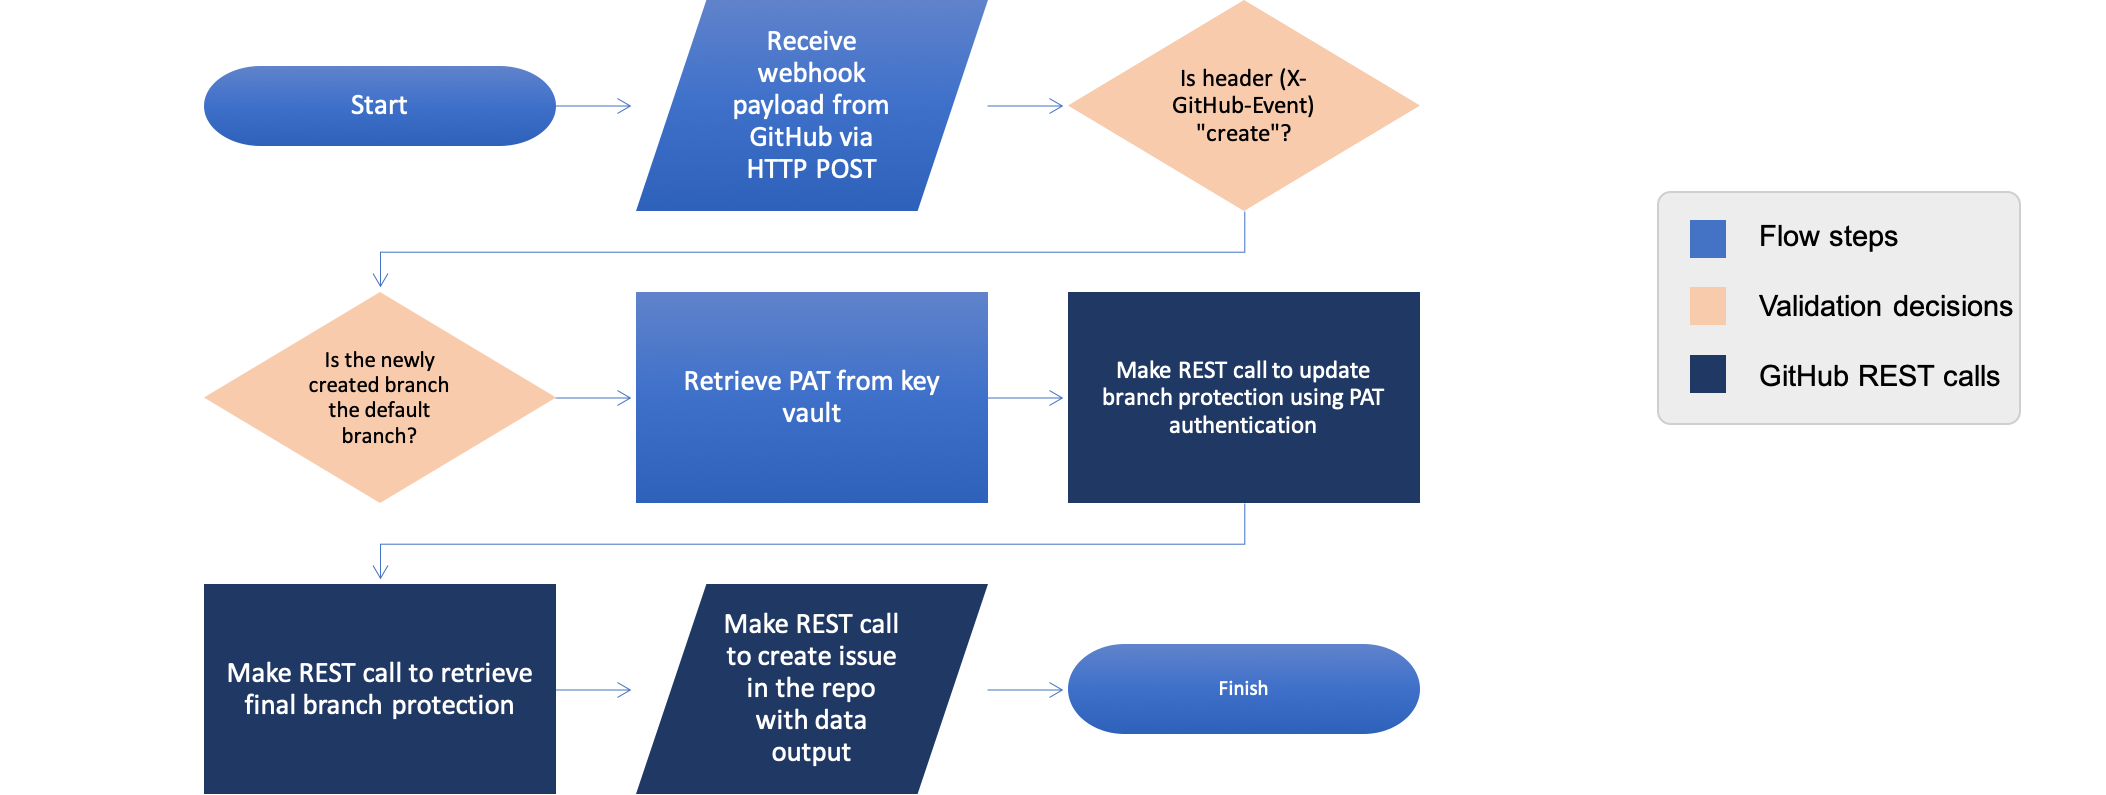 Start
Receive
webhook
payload from
GitHub via
HTTP POST
Is header (X-
GitHub-Event)
"create"?
Is the newly
created branch
the default
branch?
Retrieve PAT from key
vault
Make REST call to update
branch protection using PAT
authentication
Make REST call to retrieve
final branch protection
Make REST call
to create issue
in the repo
with data
output
Finish
Flow steps
Validation decisions
GitHub REST calls